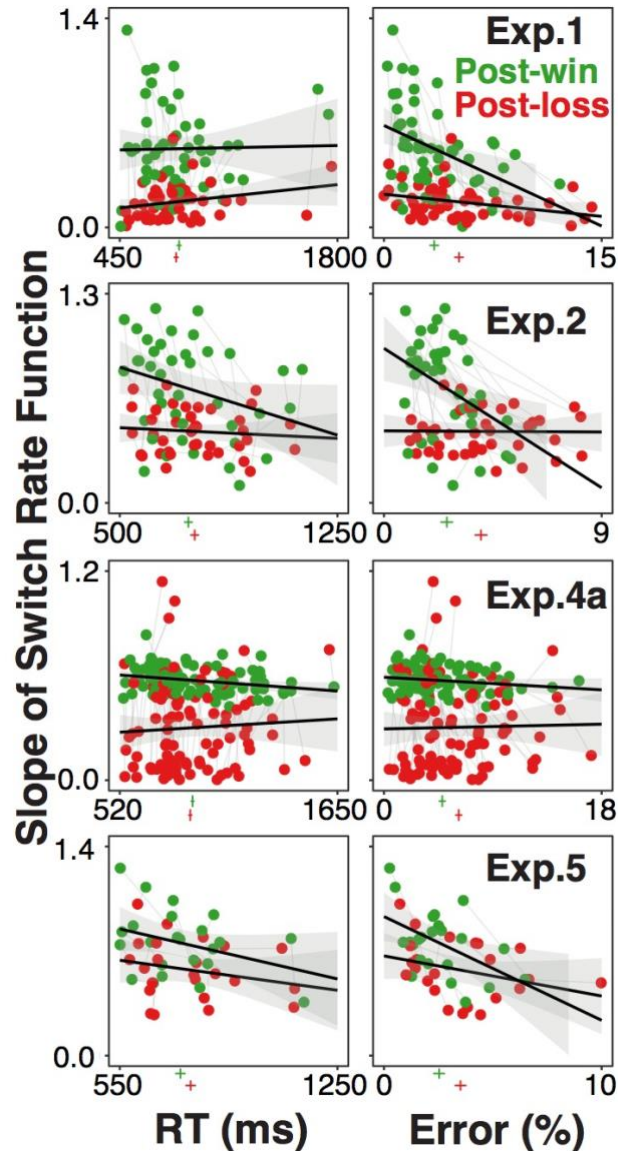 Slope of Switch Rate Function
1.4
0.0
450
1800
Exp.1
Post-win
Post-loss
0
15
1.3
0.0
500
1250
Exp.2
0
9
1.2
0.0
520
1650
Exp.4a
0
18
1.4
0.0
550
1250
Exp.5
0
10
RT (ms)
Error (%)